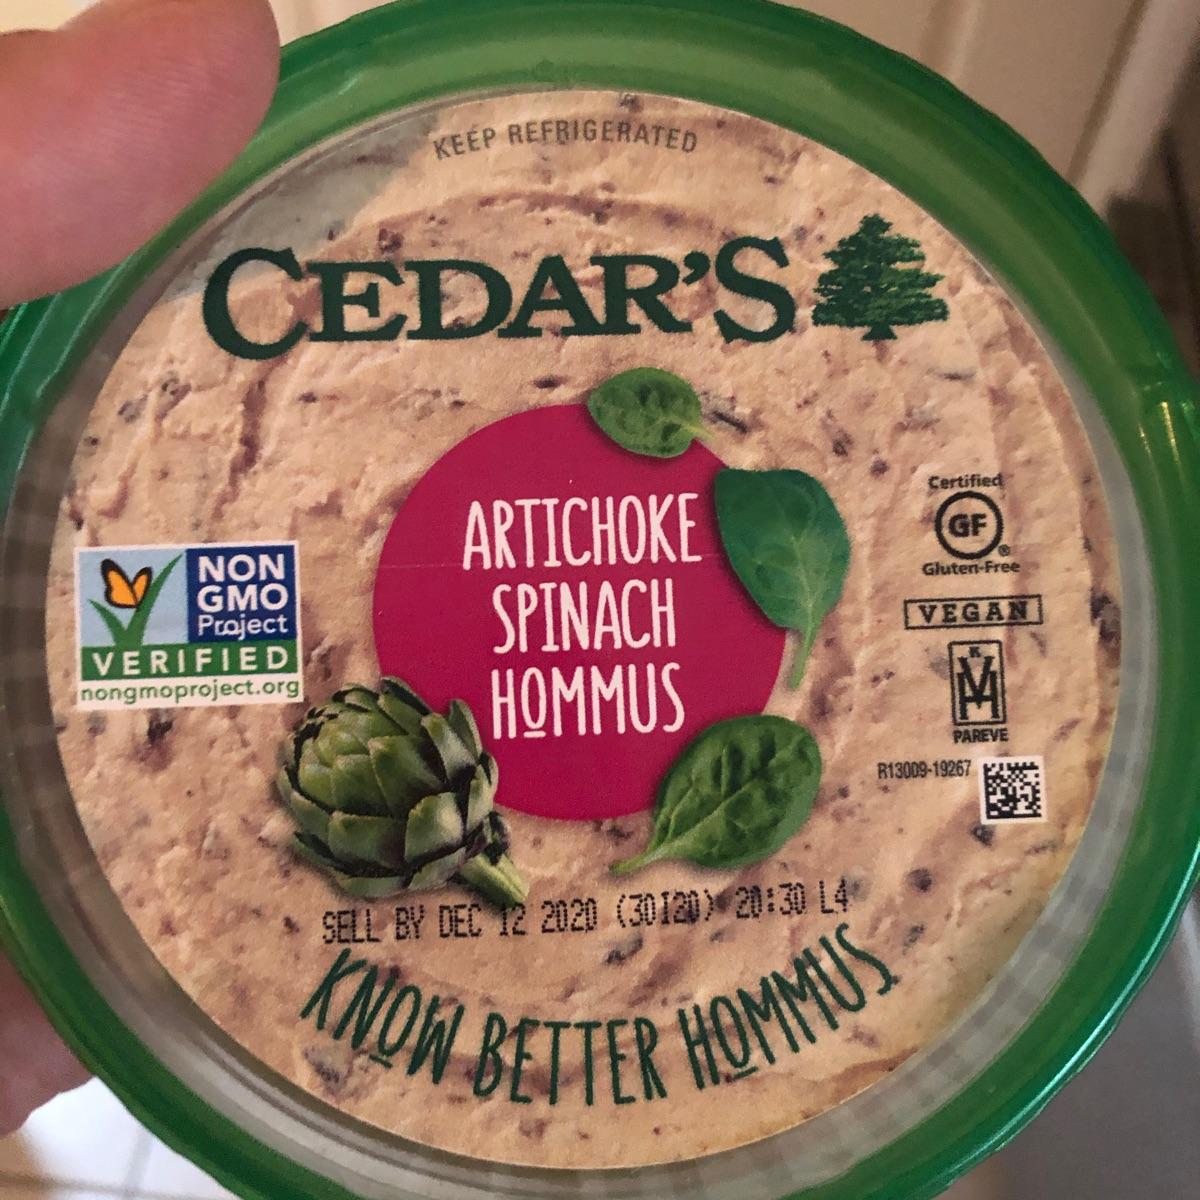 KEEP REFRIGERATED
CEDAR'S
ARTICHOKE
SPINACH
HOMMUS
NON
GMO
Project
VERIFIED
nongmoproject.org
Certified
GF
®
Gluten-Free
VEGAN
K
PAREVE
R13009-19267
SELL BY DEC 12 2020 (30I20) 20:30 L4
KNOW BETTER HOMMUS